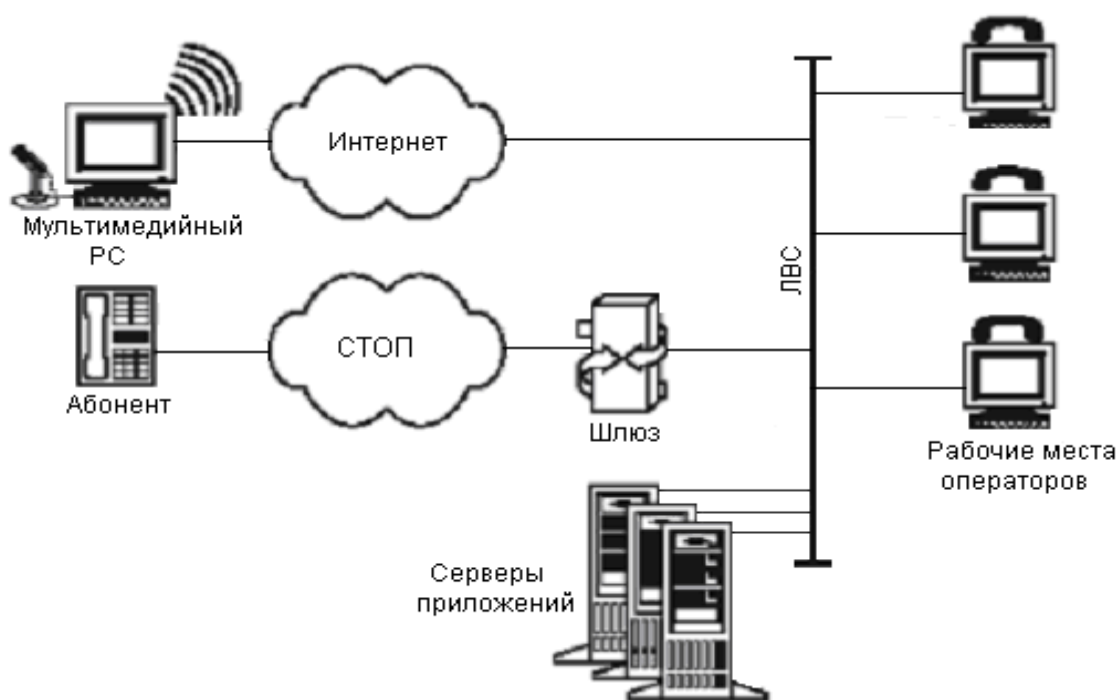 Интернет
Мультимедийный
PC
ЛВС
СТОП
Абонент
Шлюз
Рабочие места
операторов
Серверы
приложений